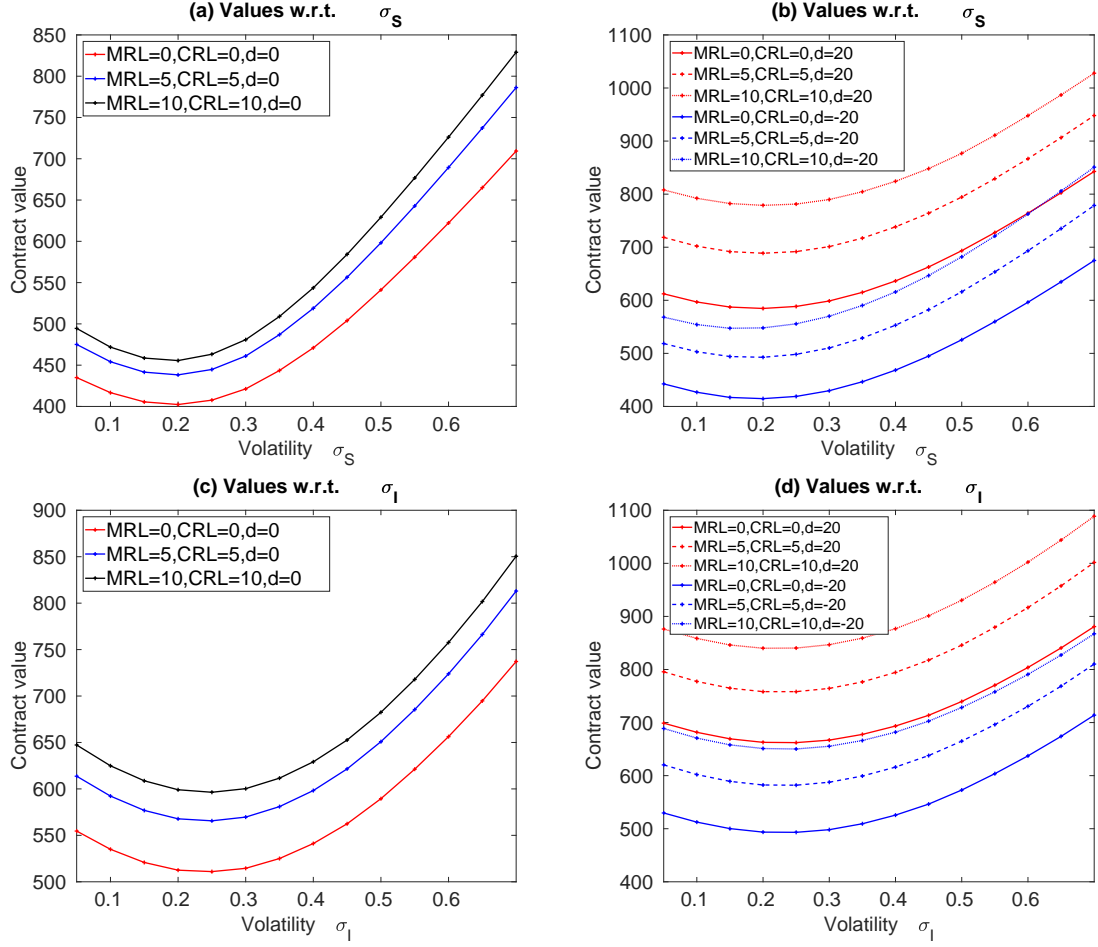 (a) Values w.r.t. σ_S
850
800
750
700
650
600
550
500
450
400
Contract value
MRL=0,CRL=0,d=0
MRL=5,CRL=5,d=0
MRL=10,CRL=10,d=0
0.1 0.2 0.3 0.4 0.5 0.6
Volatility σ_S
(b) Values w.r.t. σ_S
1100
1000
900
800
700
600
500
400
Contract value
MRL=0,CRL=0,d=20
MRL=5,CRL=5,d=20
MRL=10,CRL=10,d=20
MRL=0,CRL=0,d=-20
MRL=5,CRL=5,d=-20
MRL=10,CRL=10,d=-20
0.1 0.2 0.3 0.4 0.5 0.6
Volatility σ_S
(c) Values w.r.t. σ_I
900
850
800
750
700
650
600
550
500
Contract value
MRL=0,CRL=0,d=0
MRL=5,CRL=5,d=0
MRL=10,CRL=10,d=0
0.1 0.2 0.3 0.4 0.5 0.6
Volatility σ_I
(d) Values w.r.t. σ_I
1100
1000
900
800
700
600
500
400
Contract value
MRL=0,CRL=0,d=20
MRL=5,CRL=5,d=20
MRL=10,CRL=10,d=20
MRL=0,CRL=0,d=-20
MRL=5,CRL=5,d=-20
MRL=10,CRL=10,d=-20
0.1 0.2 0.3 0.4 0.5 0.6
Volatility σ_I